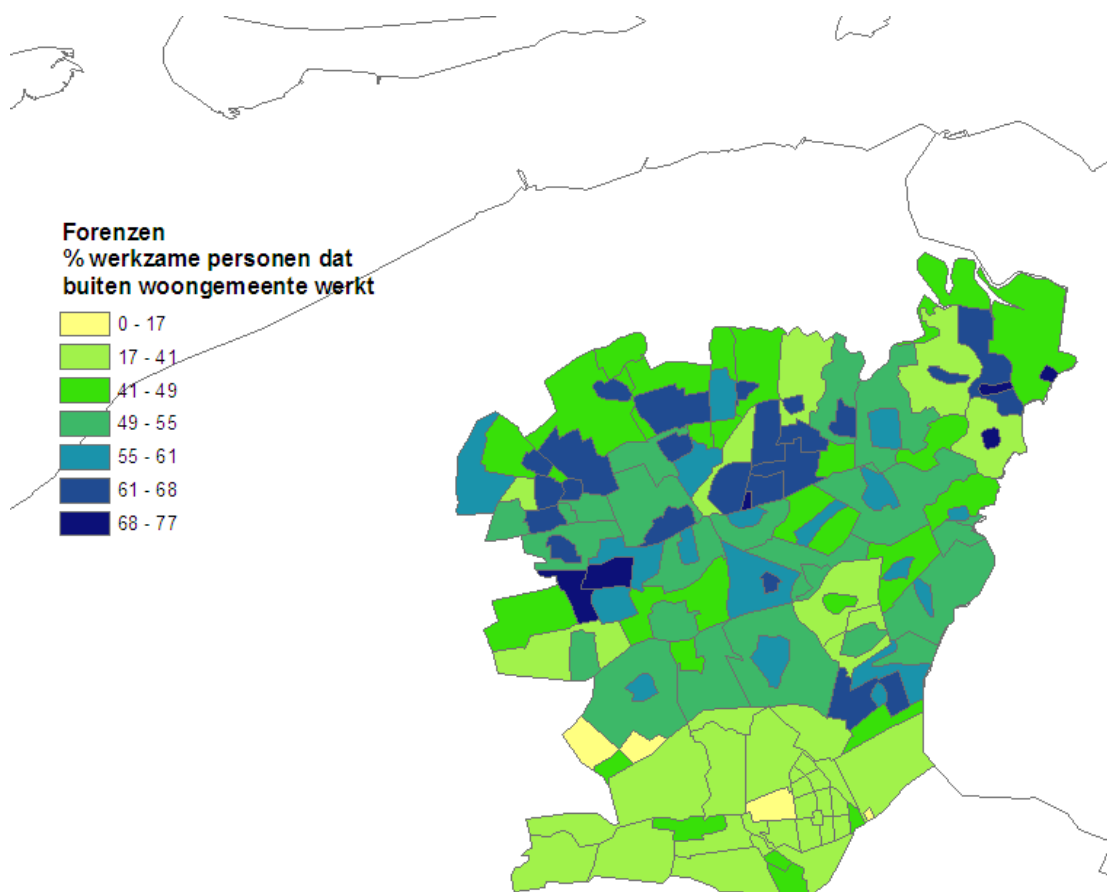 Forenzen
% werkzame personen dat
buiten woongemeente werkt
0 - 17
17 - 41
41 - 49
49 - 55
55 - 61
61 - 68
68 - 77